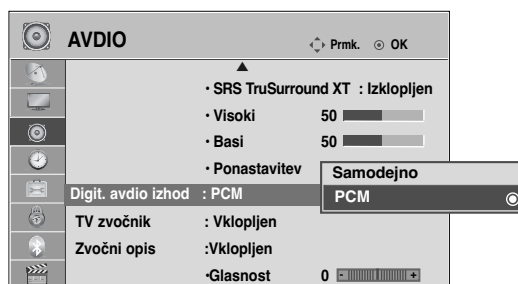 AVDIO
Prmk. OK
• SRS TruSurround XT : Izklopljen
• Visoki 50
• Basi 50
• Ponastavitev
Samodejno
Digit. avdio izhod : PCM
PCM
TV zvočnik : Vklopljen
Zvočni opis :Vklopljen
•Glasnost 0 - +